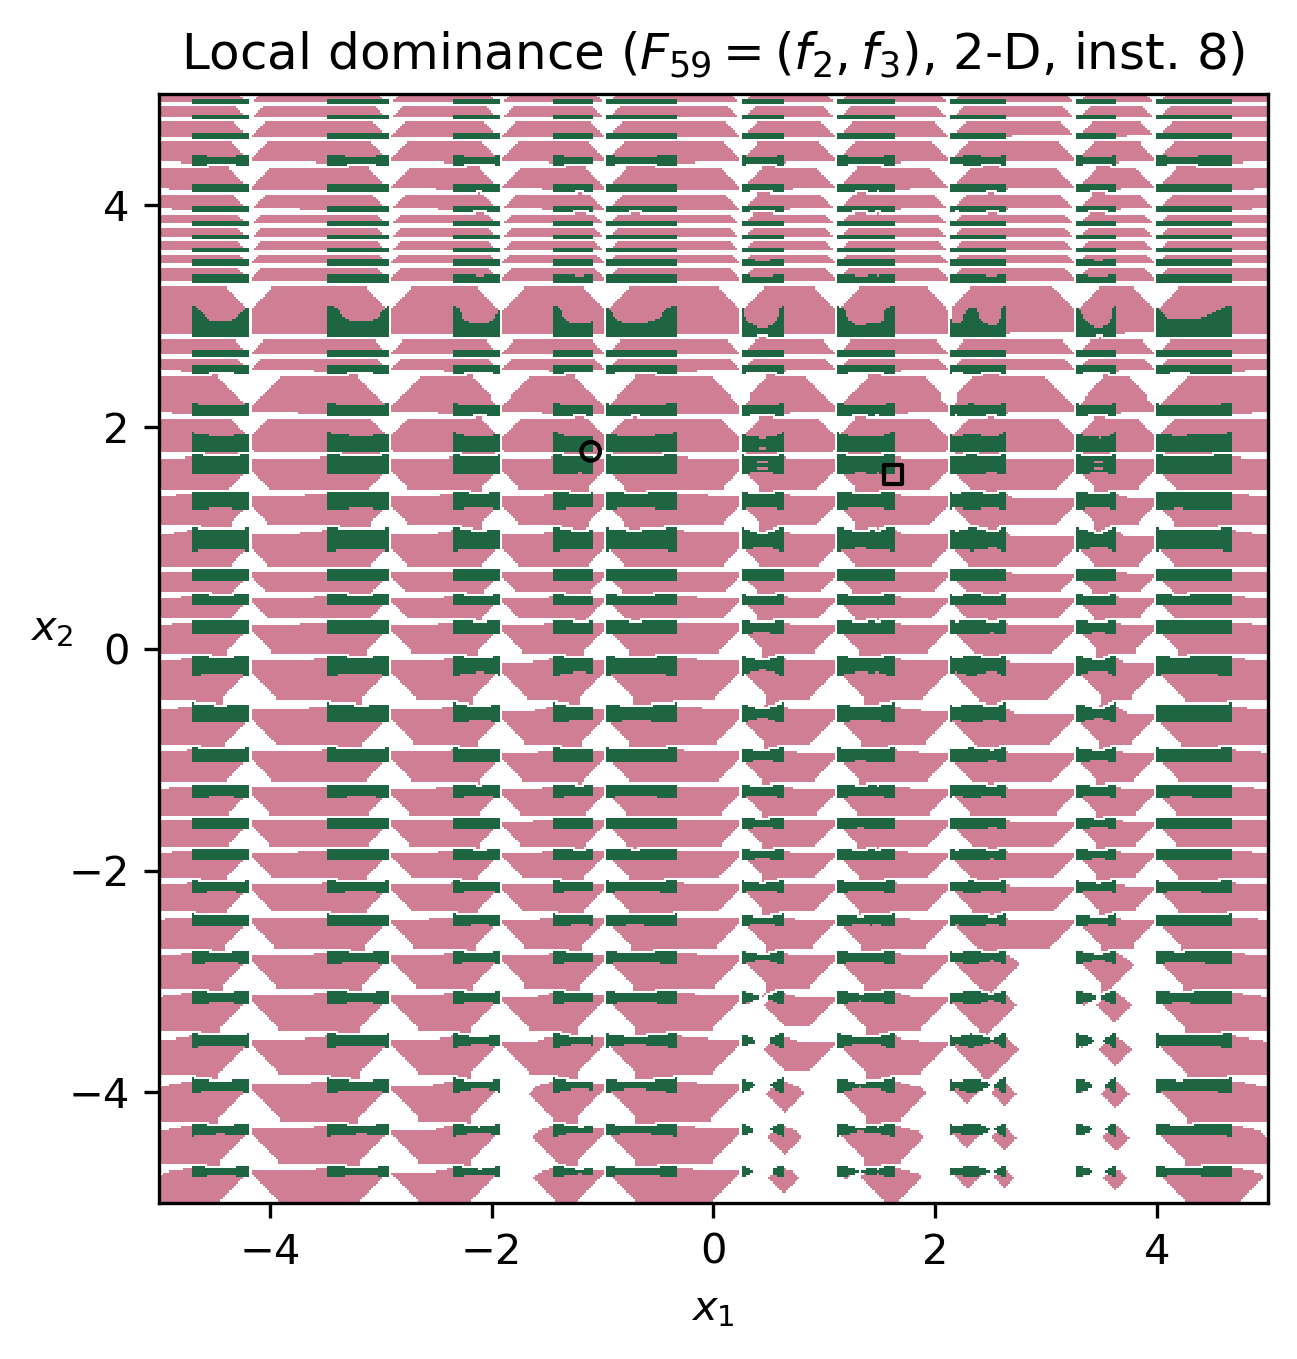 Local dominance (F₅₉ = (f₂, f₃), 2-D, inst. 8)
4
2
x₂
0
−2
−4
−4 −2 0 2 4
x₁